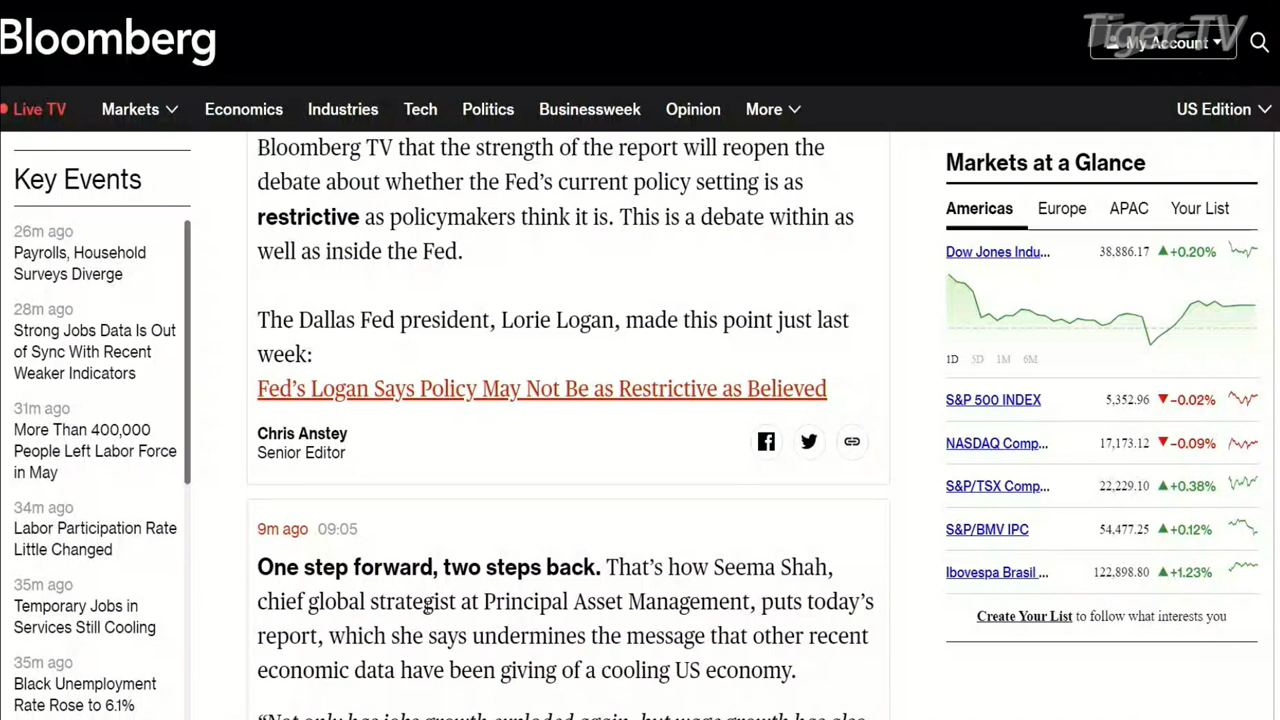 Bloomberg
Tiger-TV
My Account
Live TV
Markets
Economics
Industries
Tech
Politics
Businessweek
Opinion
More
US Edition
Key Events
26m ago
Payrolls, Household
Surveys Diverge
28m ago
Strong Jobs Data Is Out
of Sync With Recent
Weaker Indicators
31m ago
More Than 400,000
People Left Labor Force
in May
34m ago
Labor Participation Rate
Little Changed
35m ago
Temporary Jobs in
Services Still Cooling
35m ago
Black Unemployment
Rate Rose to 6.1%
Bloomberg TV that the strength of the report will reopen the
debate about whether the Fed’s current policy setting is as
restrictive as policymakers think it is. This is a debate within as
well as inside the Fed.
The Dallas Fed president, Lorie Logan, made this point just last
week:
Fed’s Logan Says Policy May Not Be as Restrictive as Believed
Chris Anstey
Senior Editor
9m ago 09:05
One step forward, two steps back. That’s how Seema Shah,
chief global strategist at Principal Asset Management, puts today’s
report, which she says undermines the message that other recent
economic data have been giving of a cooling US economy.
“Not only has jobs growth exploded again, but wage growth has also
Markets at a Glance
Americas Europe APAC Your List
Dow Jones Indu... 38,886.17 +0.20%
1D 5D 1M 6M
S&P 500 INDEX 5,352.96 −0.02%
NASDAQ Comp... 17,173.12 −0.09%
S&P/TSX Comp... 22,229.10 +0.38%
S&P/BMV IPC 54,477.25 +0.12%
Ibovespa Brasil ... 122,898.80 +1.23%
Create Your List to follow what interests you